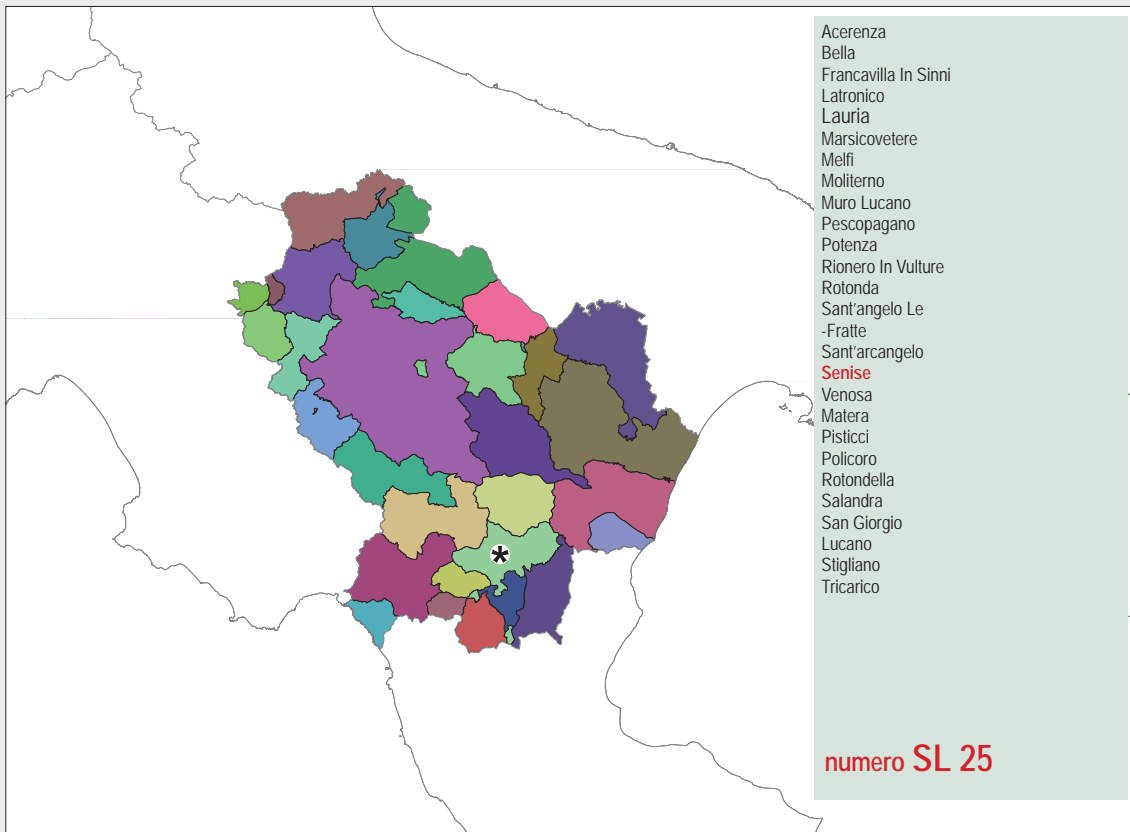 Acerenza
Bella
Francavilla In Sinni
Latronico
Lauria
Marsicovetere
Melfi
Moliterno
Muro Lucano
Pescopagano
Potenza
Rionero In Vulture
Rotonda
Sant'angelo Le
-Fratte
Sant'arcangelo
Senise
Venosa
Matera
Pisticci
Policoro
Rotondella
Salandra
San Giorgio
Lucano
Stigliano
Tricarico
*
numero SL 25